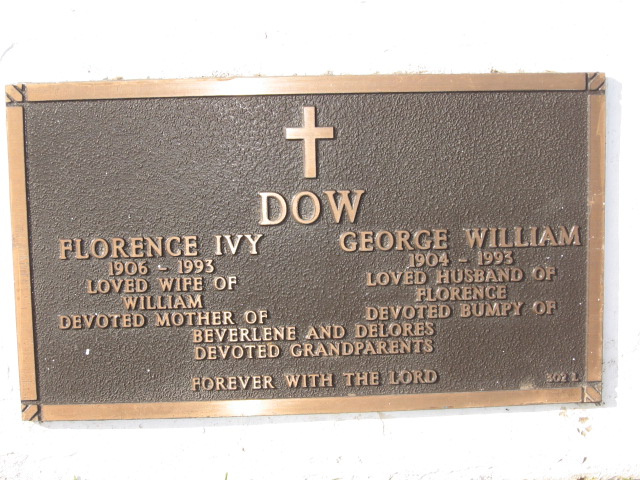 DOW
FLORENCE IVY
1906 - 1993
LOVED WIFE OF
WILLIAM
DEVOTED MOTHER OF
GEORGE WILLIAM
1904 - 1993
LOVED HUSBAND OF
FLORENCE
DEVOTED BUMPY OF
BEVERLENE AND DELORES
DEVOTED GRANDPARENTS
FOREVER WITH THE LORD